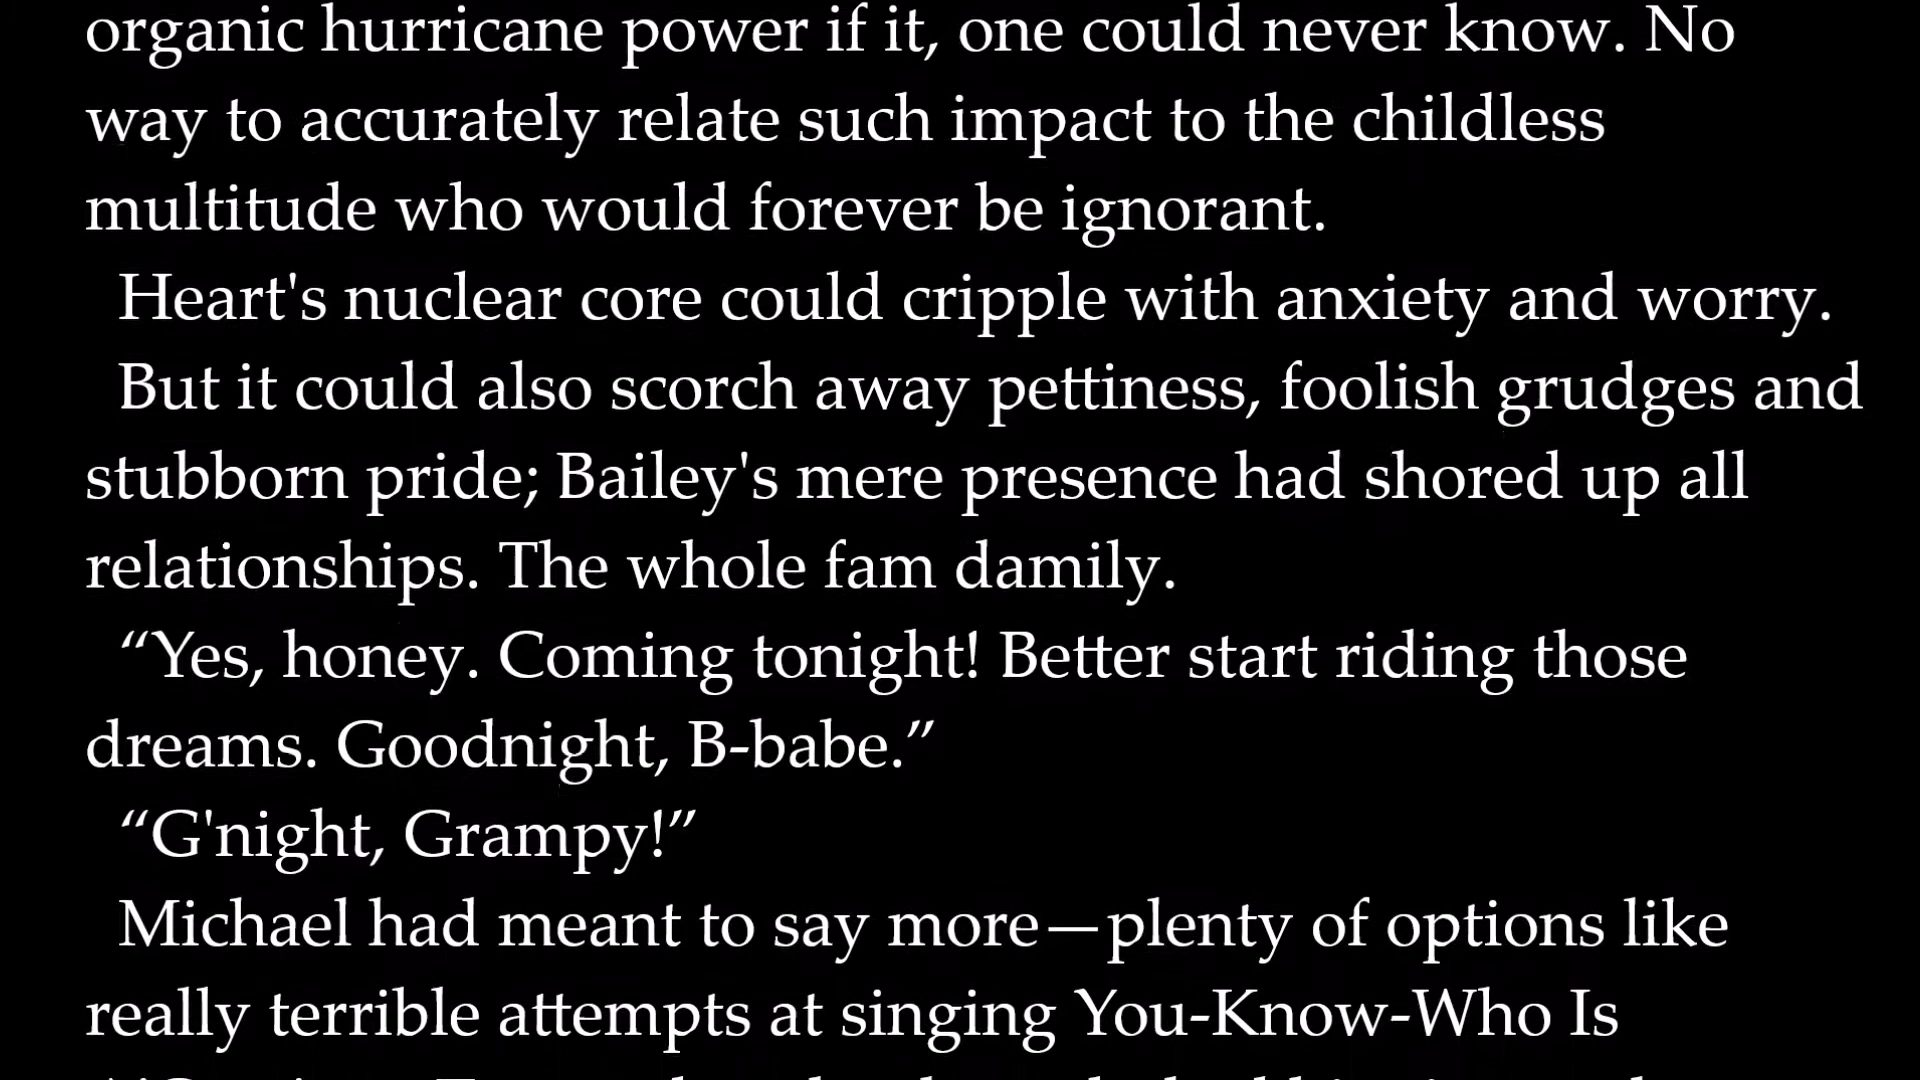 organic hurricane power if it, one could never know. No
way to accurately relate such impact to the childless
multitude who would forever be ignorant.
Heart's nuclear core could cripple with anxiety and worry.
But it could also scorch away pettiness, foolish grudges and
stubborn pride; Bailey's mere presence had shored up all
relationships. The whole fam damily.
“Yes, honey. Coming tonight! Better start riding those
dreams. Goodnight, B-babe.”
“G'night, Grampy!”
Michael had meant to say more—plenty of options like
really terrible attempts at singing You-Know-Who Is